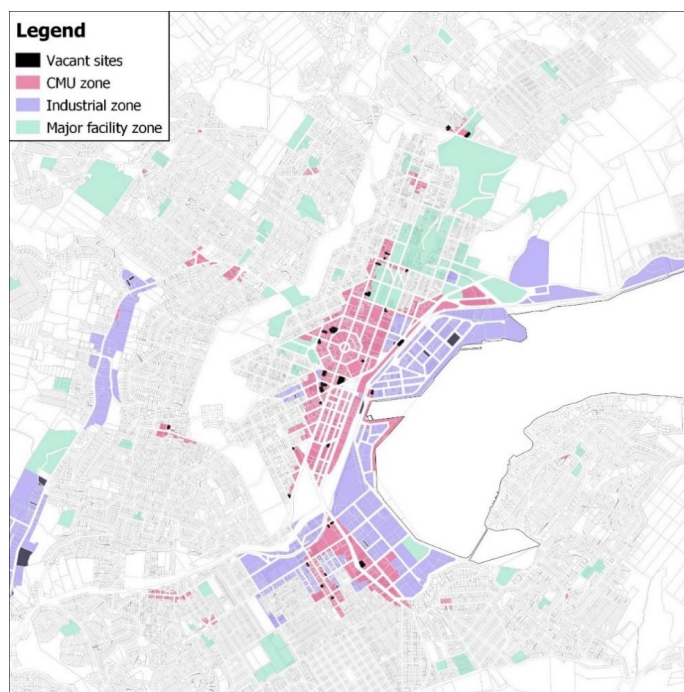 Legend
Vacant sites
CMU zone
Industrial zone
Major facility zone